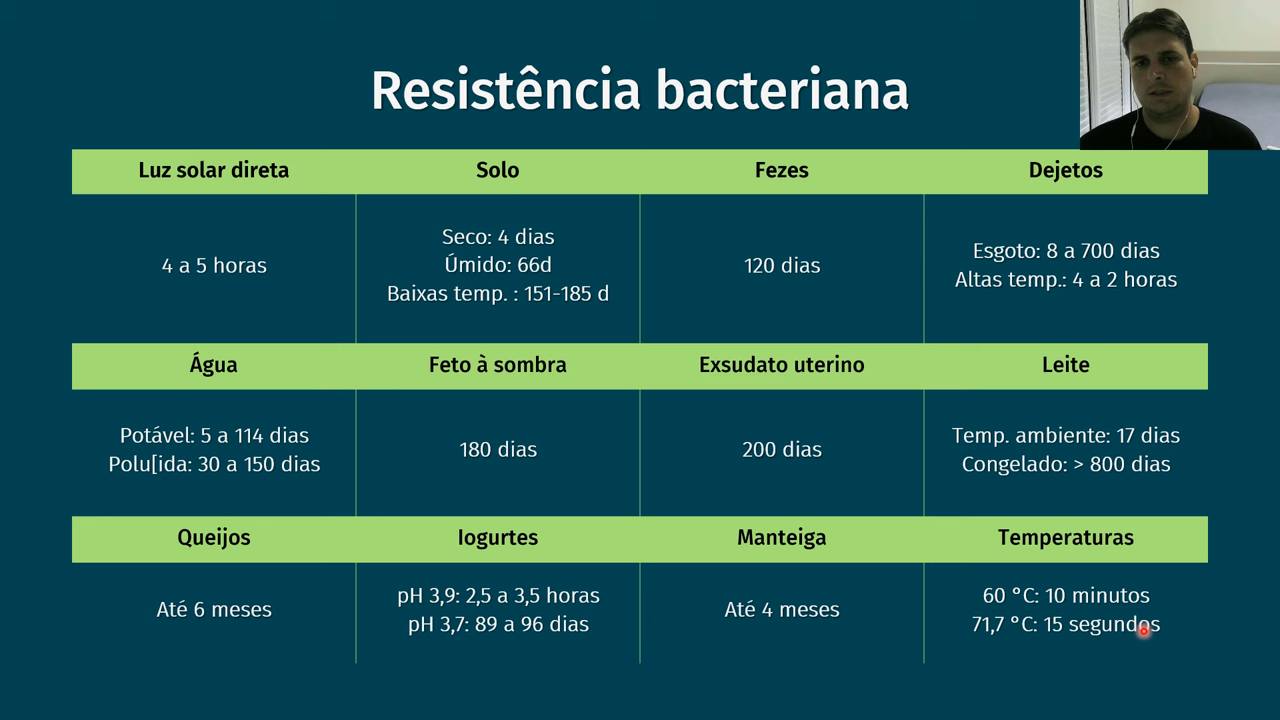 Resistência bacteriana
Luz solar direta
Solo
Fezes
Dejetos
4 a 5 horas
Seco: 4 dias
Úmido: 66d
Baixas temp. : 151-185 d
120 dias
Esgoto: 8 a 700 dias
Altas temp.: 4 a 2 horas
Água
Feto à sombra
Exsudato uterino
Leite
Potável: 5 a 114 dias
Polu[ida: 30 a 150 dias
180 dias
200 dias
Temp. ambiente: 17 dias
Congelado: > 800 dias
Queijos
Iogurtes
Manteiga
Temperaturas
Até 6 meses
pH 3,9: 2,5 a 3,5 horas
pH 3,7: 89 a 96 dias
Até 4 meses
60 °C: 10 minutos
71,7 °C: 15 segundos